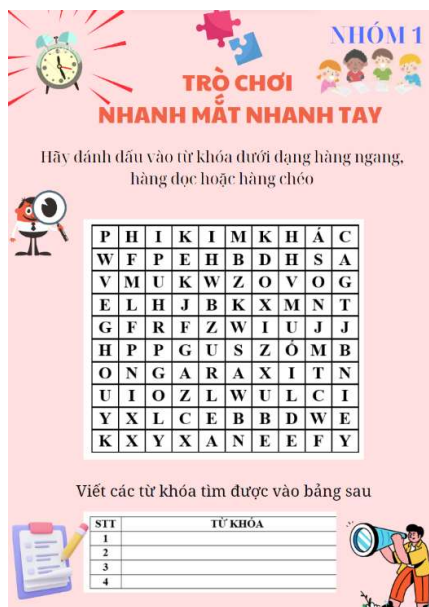 NHÓM 1
TRÒ CHƠI
NHANH MẮT NHANH TAY
Hãy đánh dấu vào từ khóa dưới dạng hàng ngang,
hàng dọc hoặc hàng chéo
P H I K I M K H Á C
W F P E H B D H S A
V M U K W Z O V O G
E L H J B K X M N T
G F R F Z W I U J J
H P P G U S Z Ó M B
O N G A R A X I T N
U I O Z L W U L C I
Y X L C E B B D W E
K X Y X A N E E F Y
Viết các từ khóa tìm được vào bảng sau
STT TỪ KHÓA
1
2
3
4